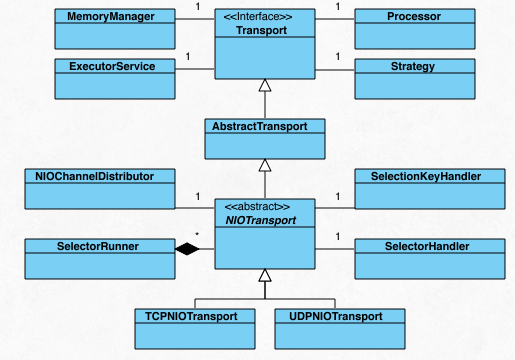 MemoryManager
1
<<Interface>>
Transport
1
Processor
ExecutorService
1
1
Strategy
AbstractTransport
NIOChannelDistributor
1
<<abstract>>
NIOTransport
1
SelectionKeyHandler
SelectorRunner
*
1
SelectorHandler
TCPNIOTransport
UDPNIOTransport